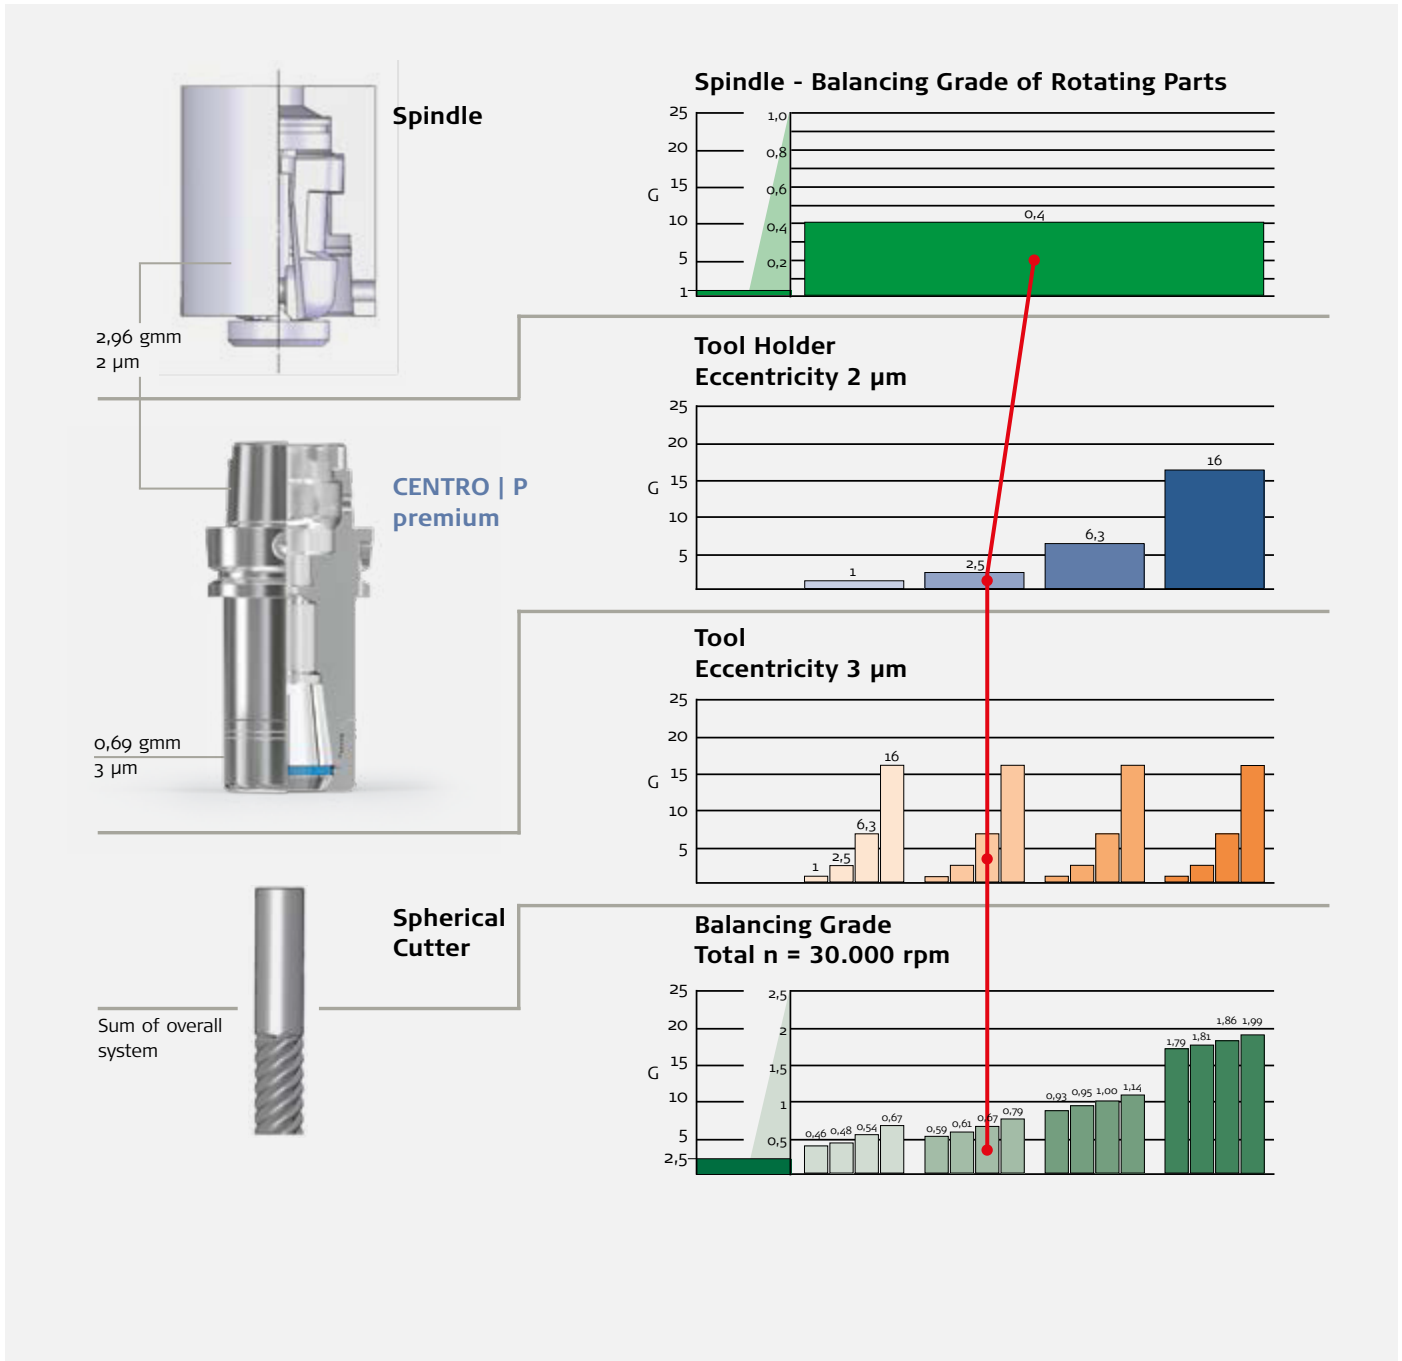 Spindle
2,96 gmm
2 µm
CENTRO | P
premium
0,69 gmm
3 µm
Spherical
Cutter
Sum of overall
system
Spindle - Balancing Grade of Rotating Parts
25
20
15
G
10
5
1
1,0
0,8
0,6
0,4
0,2
0,4
Tool Holder
Eccentricity 2 µm
25
20
G 15
10
5
1
2,5
6,3
16
Tool
Eccentricity 3 µm
25
20
G 15
10
5
1
2,5
6,3
16
Balancing Grade
Total n = 30.000 rpm
25
20
15
G
10
5
2,5
2,5
2
1,5
1
0,5
0,46 0,48 0,54 0,67
0,59 0,61 0,67 0,79
0,93 0,95 1,00 1,14
1,79 1,81 1,86 1,99